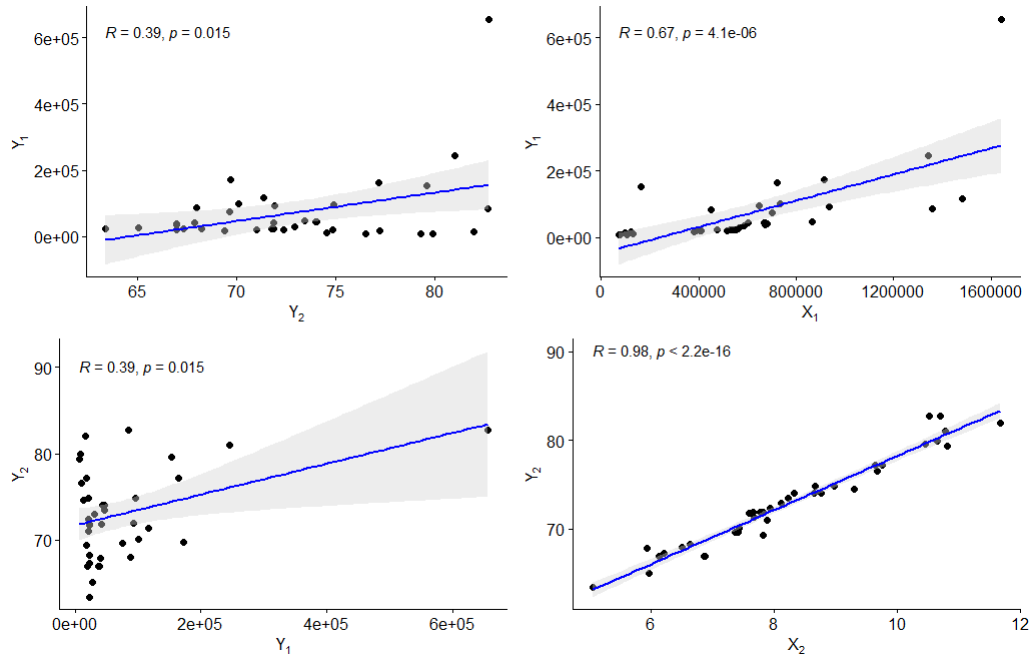 R = 0.39, p = 0.015
6e+05
4e+05
2e+05
0e+00
Y₁
65 70 75 80
Y₂
R = 0.67, p = 4.1e-06
6e+05
4e+05
2e+05
0e+00
Y₁
0 400000 800000 1200000 1600000
X₁
R = 0.39, p = 0.015
90
80
70
Y₂
0e+00 2e+05 4e+05 6e+05
Y₁
R = 0.98, p < 2.2e-16
90
80
70
Y₂
6 8 10 12
X₂